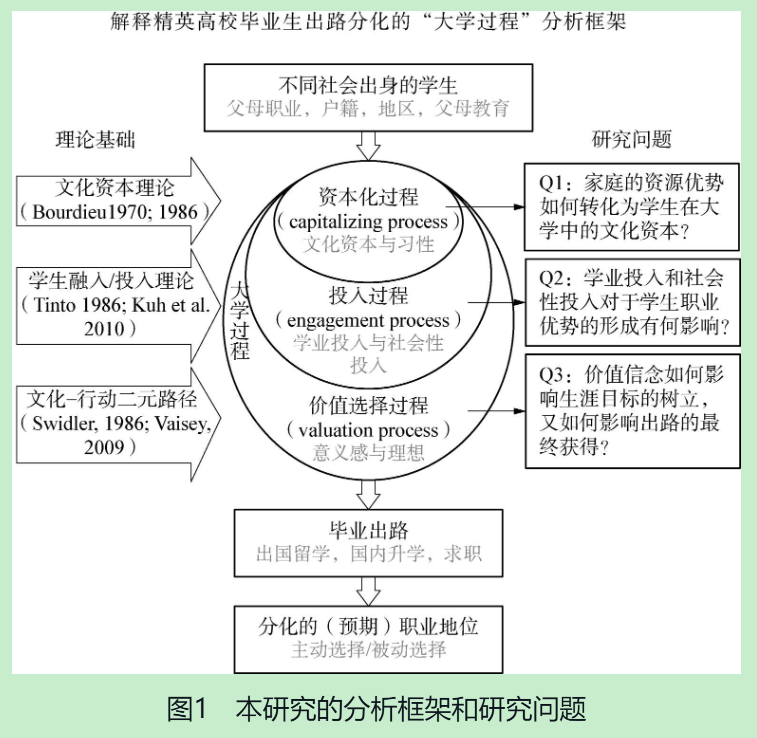 解释精英高校毕业生出路分化的“大学过程”分析框架
不同社会出身的学生
父母职业，户籍，地区，父母教育
理论基础
研究问题
文化资本理论
（Bourdieu1970; 1986）
学生融入/投入理论
（Tinto 1986; Kuh et al.
2010）
文化–行动二元路径
（Swidler, 1986; Vaisey,
2009）
大学过程
资本化过程
（capitalizing process）
文化资本与习性
投入过程
（engagement process）
学业投入与社会性
投入
价值选择过程
（valuation process）
意义感与理想
Q1：家庭的资源优势
如何转化为学生在大
学中的文化资本？
Q2：学业投入和社会
性投入对于学生职业
优势的形成有何影响？
Q3：价值信念如何影
响生涯目标的树立，
又如何影响出路的最
终获得？
毕业出路
出国留学，国内升学，求职
分化的（预期）职业地位
主动选择/被动选择
图1 本研究的分析框架和研究问题